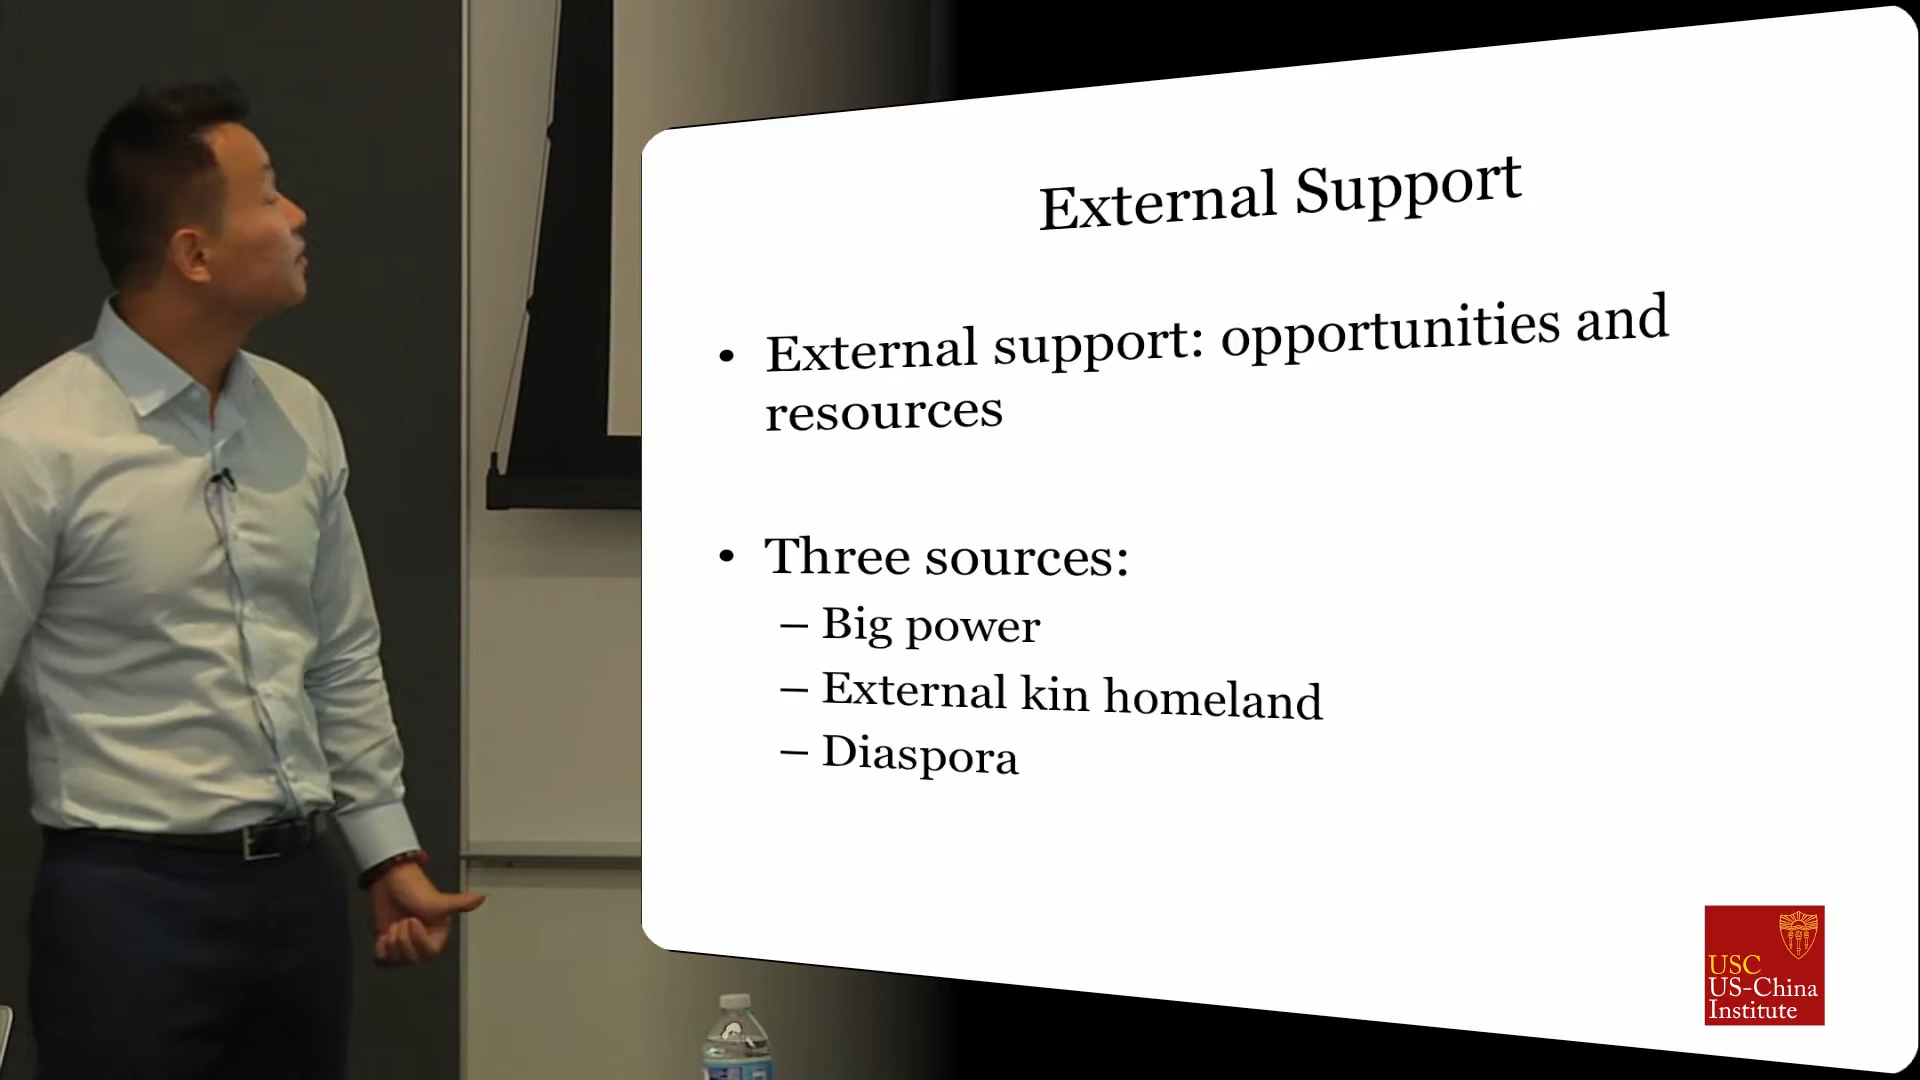 External Support
• External support: opportunities and
resources
• Three sources:
– Big power
– External kin homeland
– Diaspora
USC
US-China
Institute